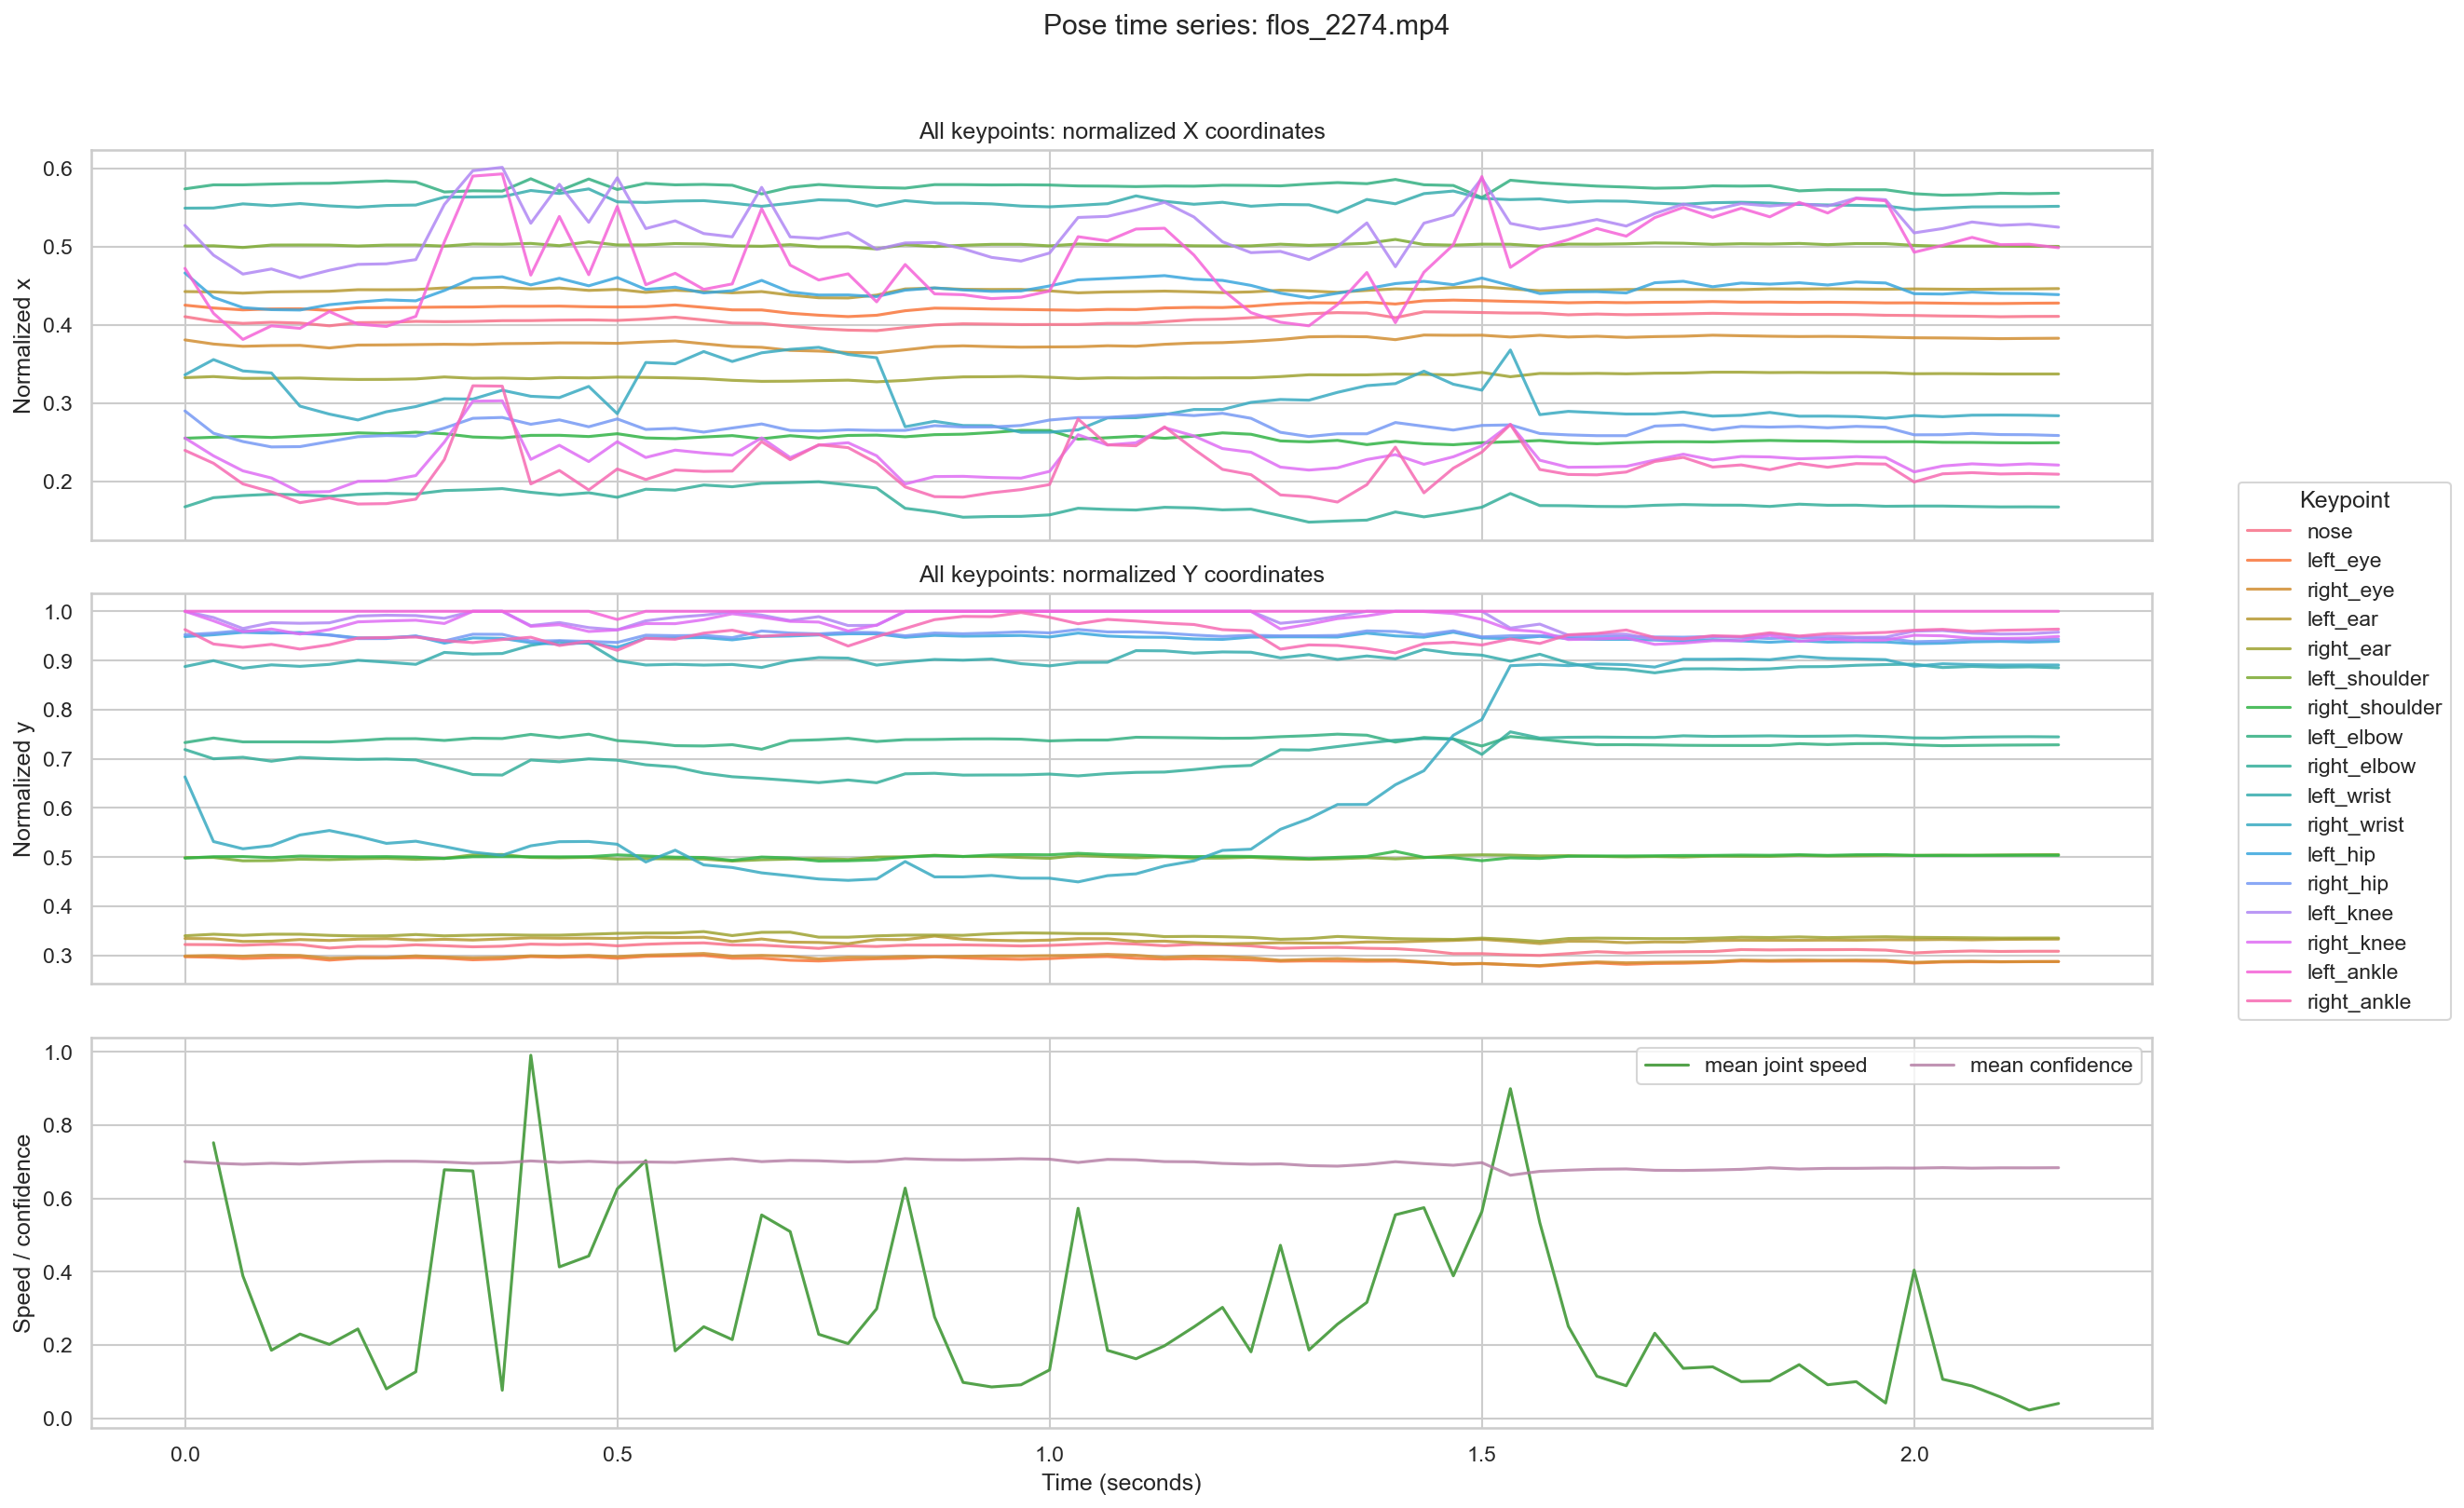 Pose time series: flos_2274.mp4
All keypoints: normalized X coordinates
Normalized x
0.6
0.5
0.4
0.3
0.2
All keypoints: normalized Y coordinates
Normalized y
1.0
0.9
0.8
0.7
0.6
0.5
0.4
0.3
Keypoint
nose
left_eye
right_eye
left_ear
right_ear
left_shoulder
right_shoulder
left_elbow
right_elbow
left_wrist
right_wrist
left_hip
right_hip
left_knee
right_knee
left_ankle
right_ankle
Speed / confidence
1.0
0.8
0.6
0.4
0.2
0.0
mean joint speed mean confidence
0.0 0.5 1.0 1.5 2.0
Time (seconds)